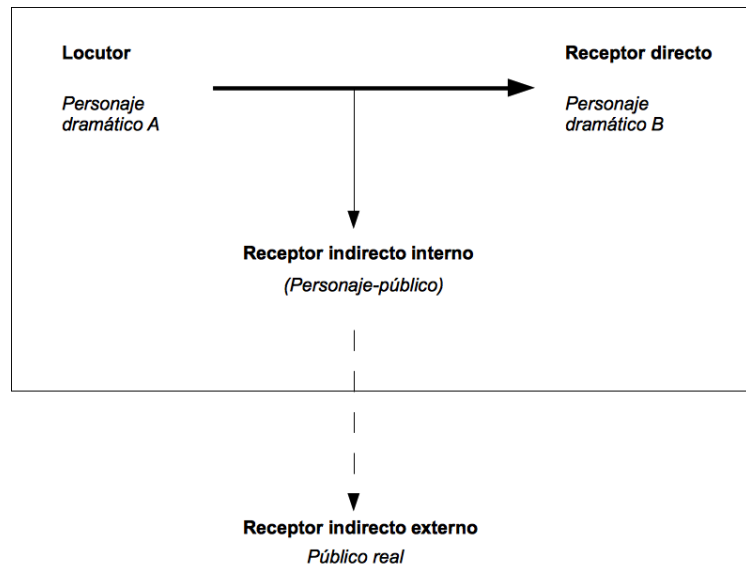 Locutor
Receptor directo
Personaje
dramático A
Personaje
dramático B
Receptor indirecto interno
(Personaje-público)
Receptor indirecto externo
Público real